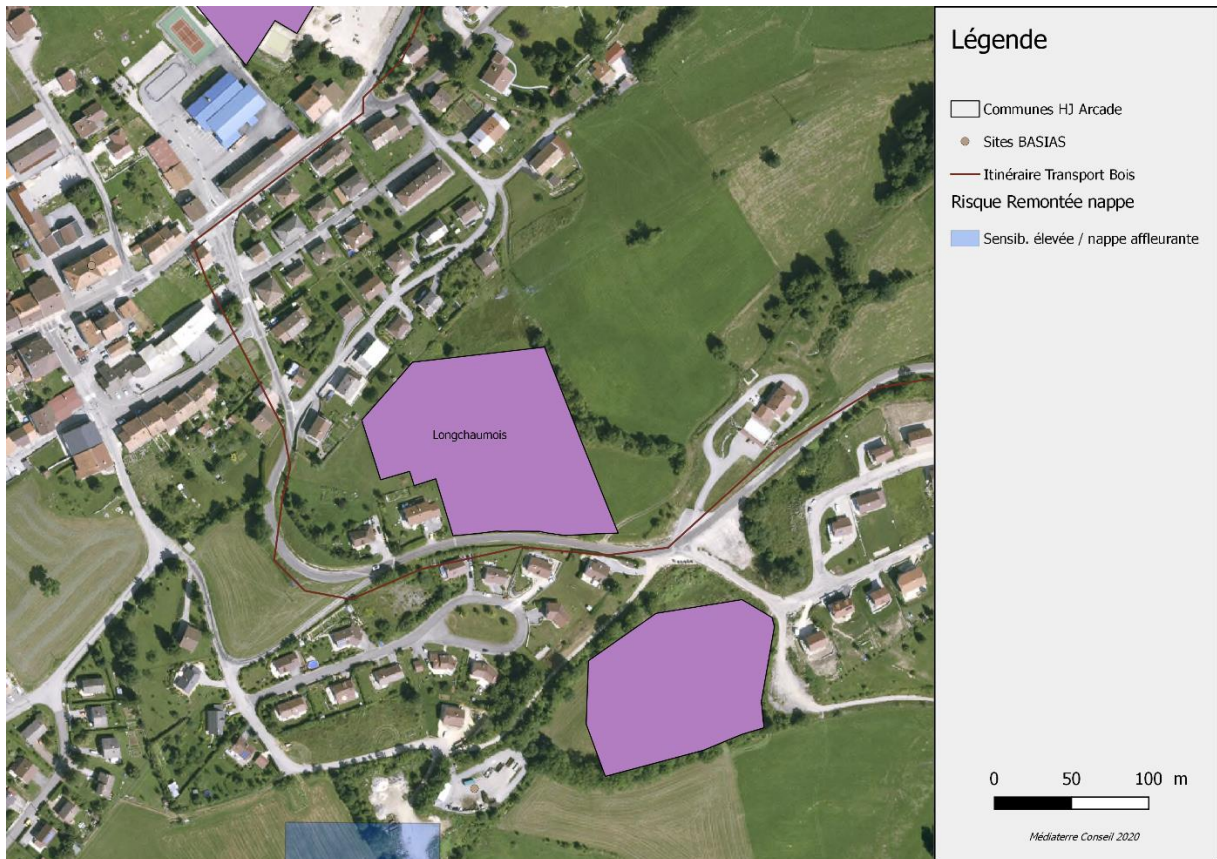 Légende
Communes HJ Arcade
Sites BASIAS
Itinéraire Transport Bois
Risque Remontée nappe
Sensib. élevée / nappe affleurante
Longchaumois
0 50 100 m
Médiaterre Conseil 2020